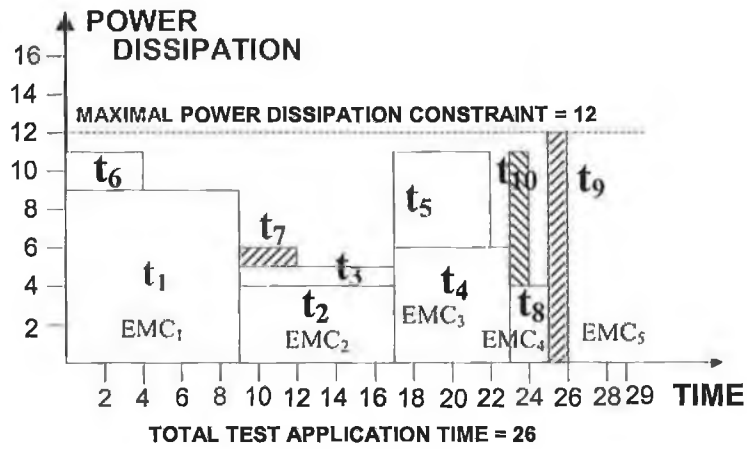 POWER
DISSIPATION
16
MAXIMAL POWER DISSIPATION CONSTRAINT = 12
14
12
10
8
6
4
2
t6
t1
EMC1
t7
t3
t2
EMC2
t5
t4
EMC3
t10
t8
EMC4
t9
EMC5
2 4 6 8 10 12 14 16 18 20 22 24 26 28 29 TIME
TOTAL TEST APPLICATION TIME = 26